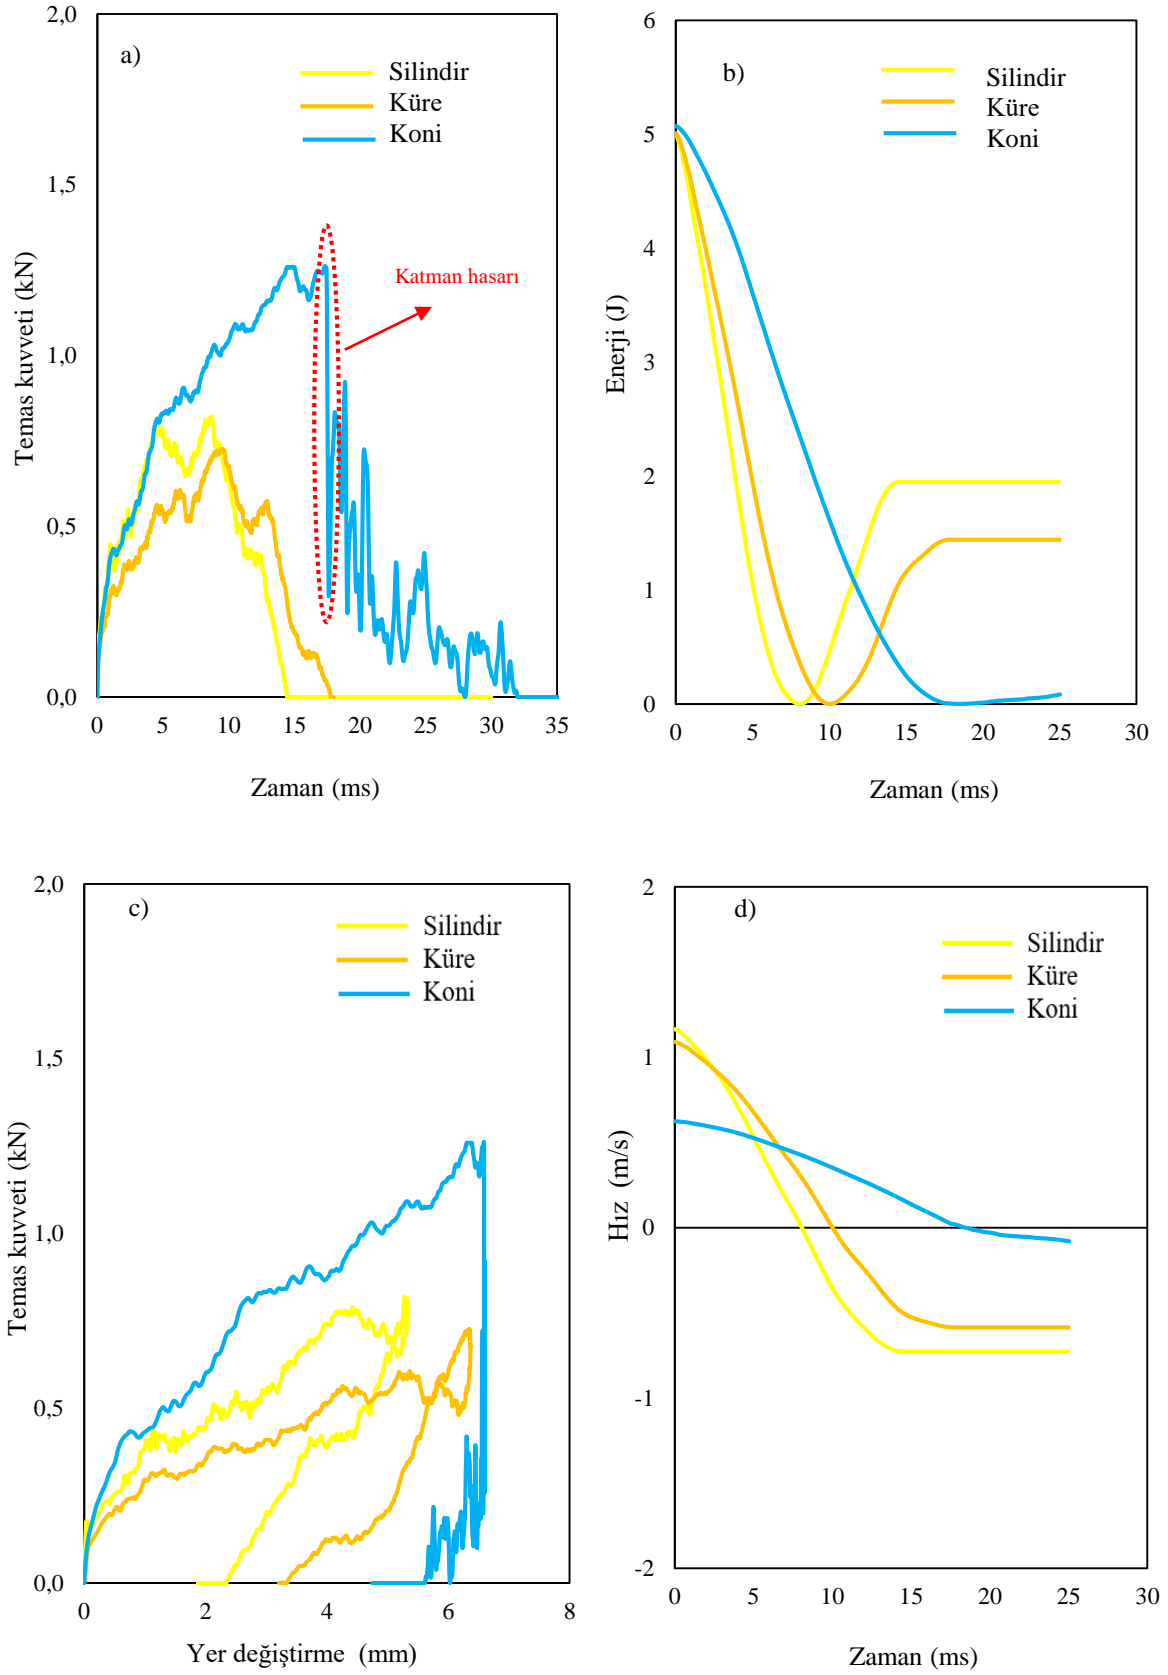 a)
Silindir
Küre
Koni
Katman hasarı
Temas kuvveti (kN)
2,0
1,5
1,0
0,5
0,0
0 5 10 15 20 25 30 35
Zaman (ms)
b)
Silindir
Küre
Koni
Enerji (J)
6
5
4
3
2
1
0
0 5 10 15 20 25 30
Zaman (ms)
c)
Silindir
Küre
Koni
Temas kuvveti (kN)
2,0
1,5
1,0
0,5
0,0
0 2 4 6 8
Yer değiştirme (mm)
d)
Silindir
Küre
Koni
Hız (m/s)
2
1
0
-1
-2
0 5 10 15 20 25 30
Zaman (ms)